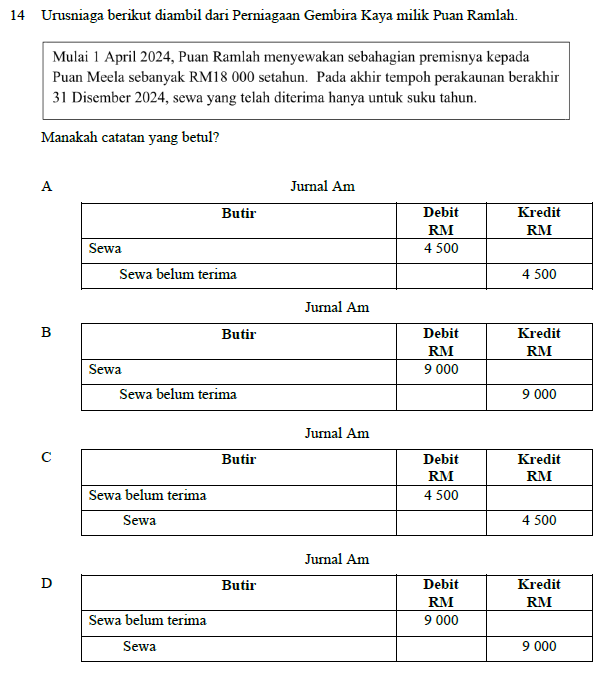 14 Urusniaga berikut diambil dari Perniagaan Gembira Kaya milik Puan Ramlah.
Mulai 1 April 2024, Puan Ramlah menyewakan sebahagian premisnya kepada
Puan Meela sebanyak RM18 000 setahun. Pada akhir tempoh perakaunan berakhir
31 Disember 2024, sewa yang telah diterima hanya untuk suku tahun.
Manakah catatan yang betul?
A Jurnal Am
Butir Debit Kredit
RM RM
Sewa 4 500
Sewa belum terima 4 500
Jurnal Am
B Butir Debit Kredit
RM RM
Sewa 9 000
Sewa belum terima 9 000
Jurnal Am
C Butir Debit Kredit
RM RM
Sewa belum terima 4 500
Sewa 4 500
Jurnal Am
D Butir Debit Kredit
RM RM
Sewa belum terima 9 000
Sewa 9 000